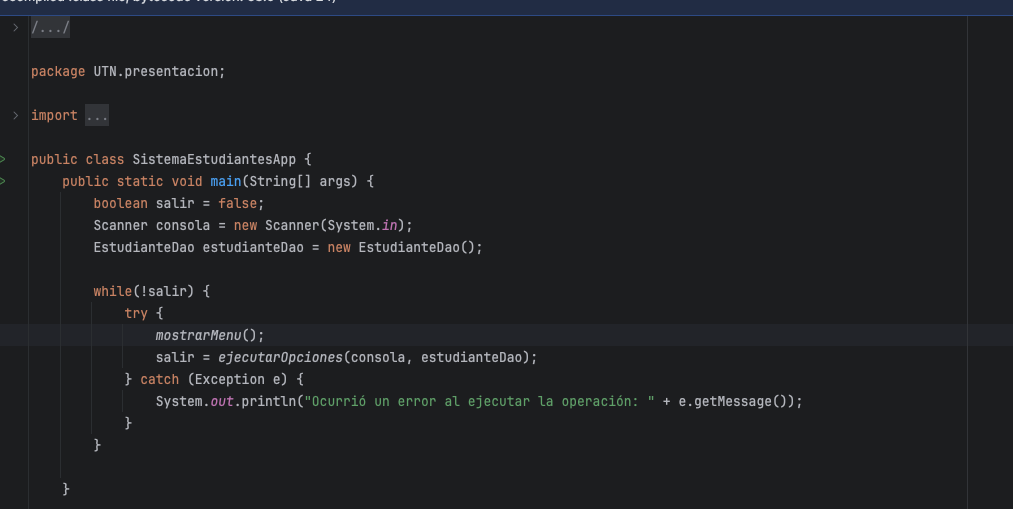 /.../
package UTN.presentacion;
import ...
public class SistemaEstudiantesApp {
public static void main(String[] args) {
boolean salir = false;
Scanner consola = new Scanner(System.in);
EstudianteDao estudianteDao = new EstudianteDao();
while(!salir) {
try {
mostrarMenu();
salir = ejecutarOpciones(consola, estudianteDao);
} catch (Exception e) {
System.out.println("Ocurrió un error al ejecutar la operación: " + e.getMessage());
}
}
}